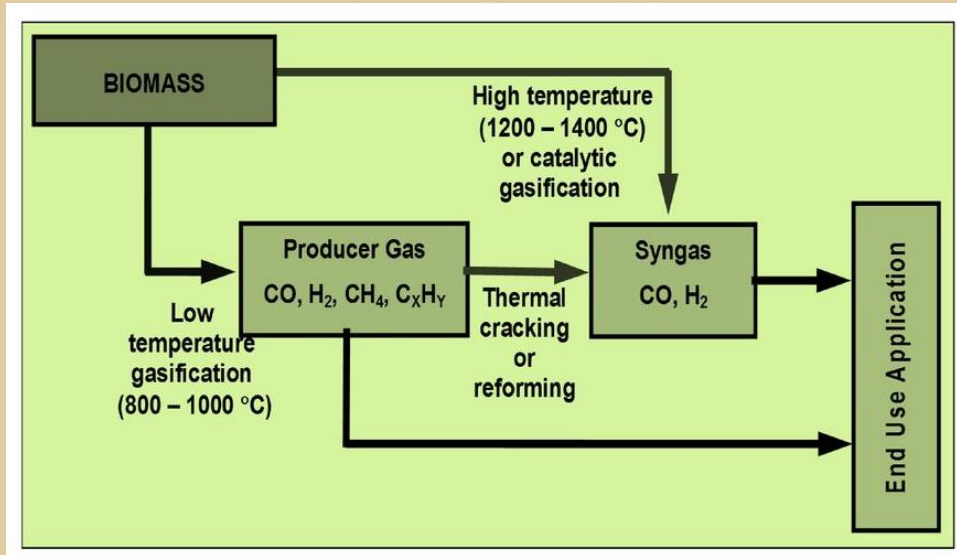 BIOMASS
High temperature
(1200 – 1400 °C)
or catalytic
gasification
Producer Gas
CO, H₂, CH₄, CₓHᵧ
Syngas
CO, H₂
Low
temperature
gasification
(800 – 1000 °C)
Thermal
cracking
or
reforming
End Use Application